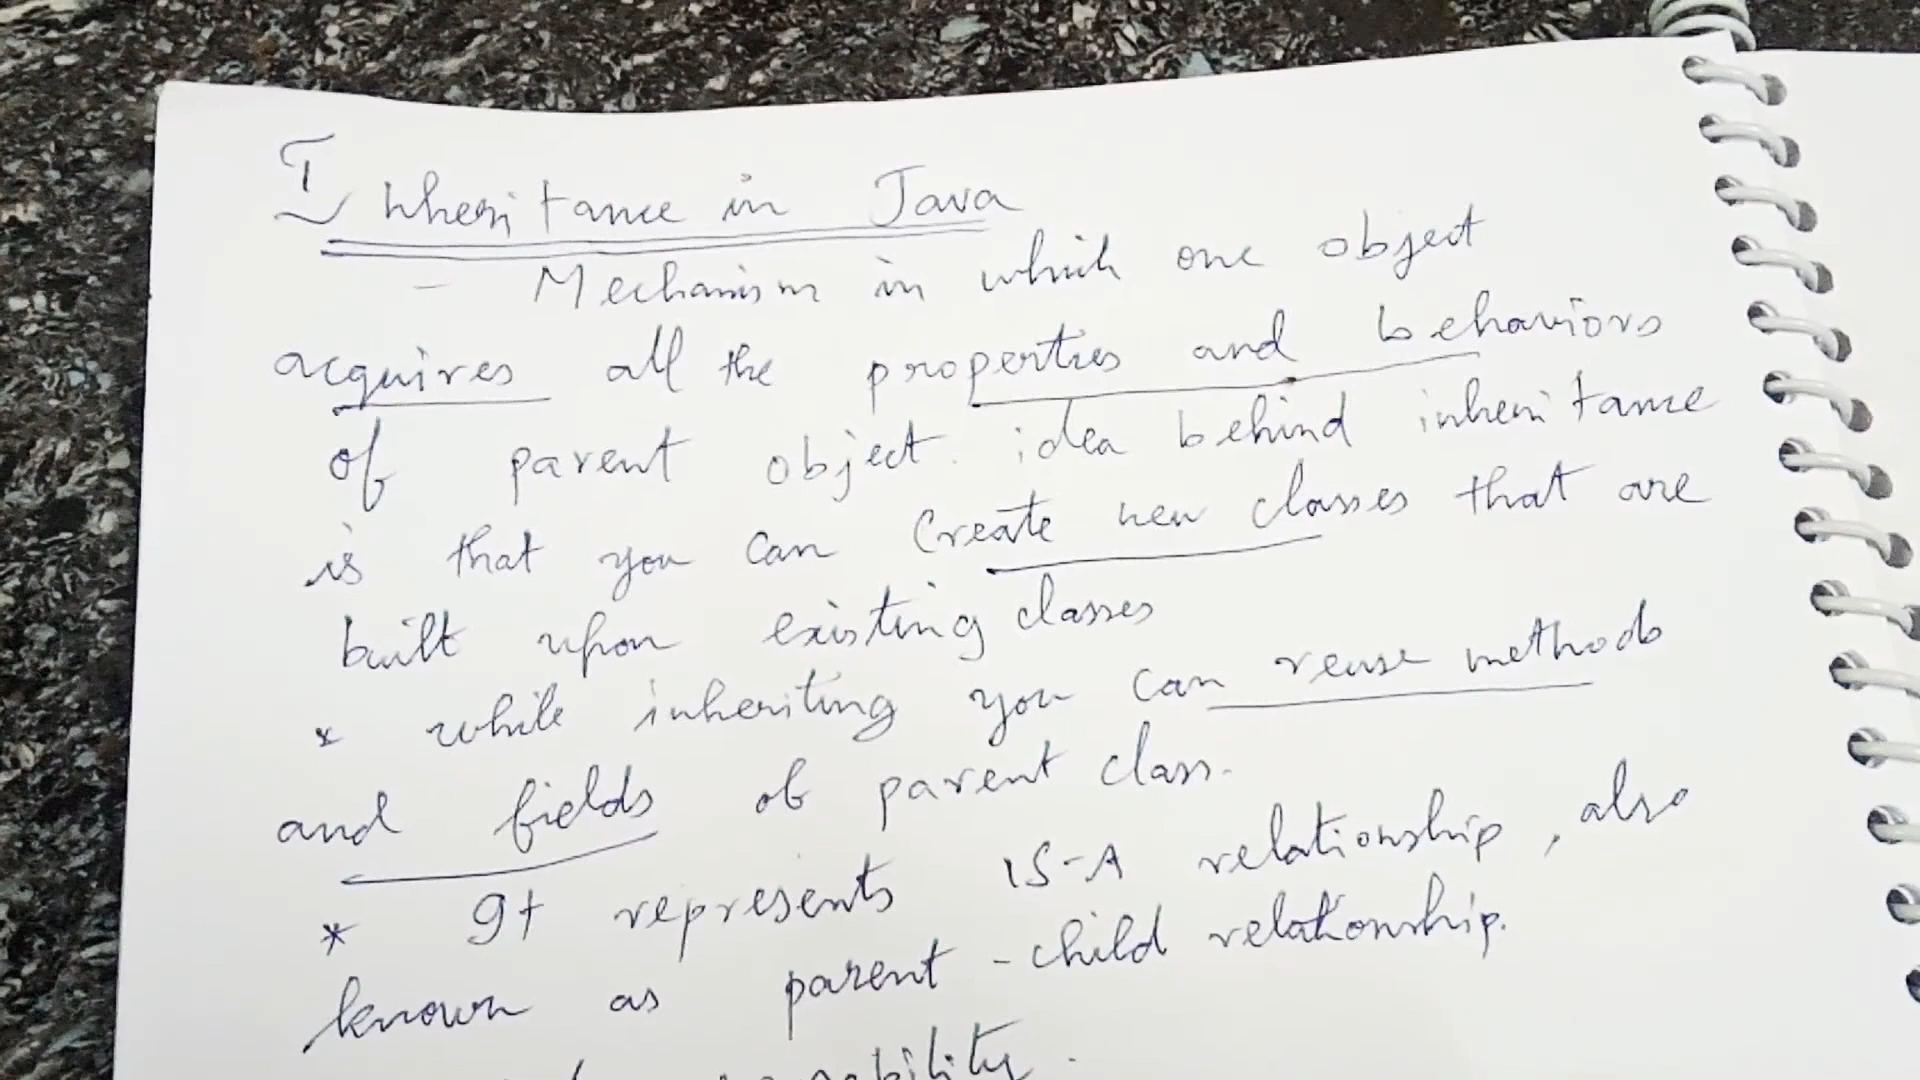 Inheritance in Java
- Mechanism in which one object
acquires all the properties and behaviors
of parent object. idea behind inheritance
is that you can Create new classes that are
built upon existing classes
* while inheriting you can reuse methods
and fields of parent class.
* It represents IS-A relationship, also
known as parent-child relationship.